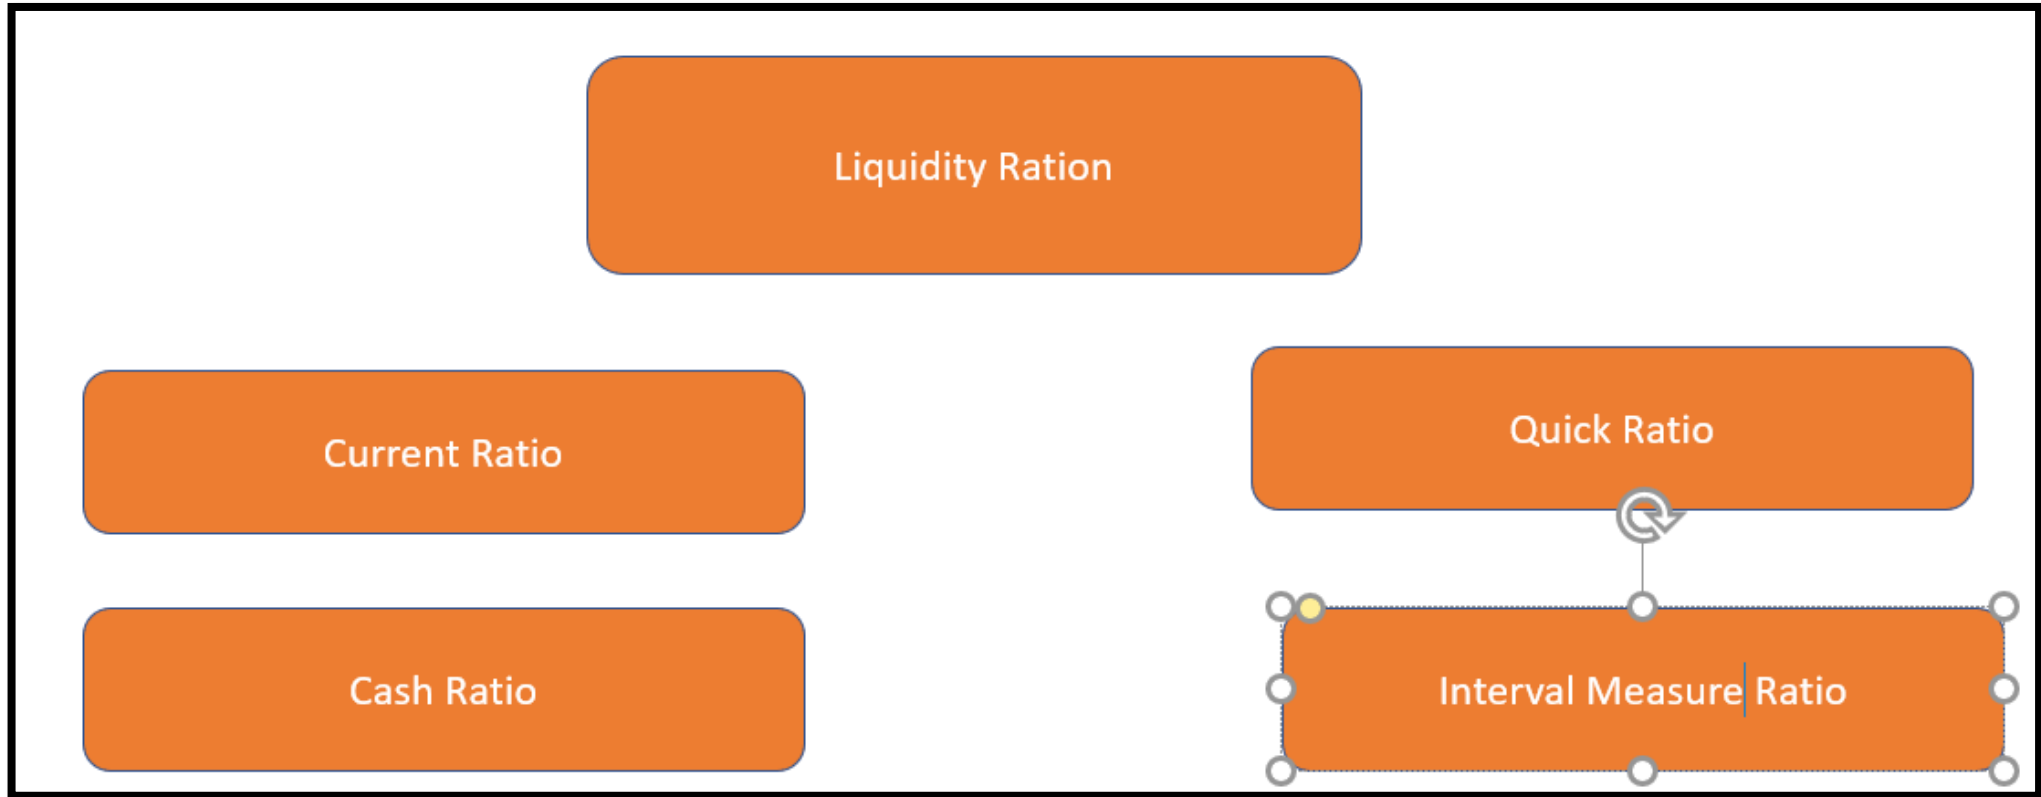 Liquidity Ration
Current Ratio
Quick Ratio
Cash Ratio
Interval Measure Ratio